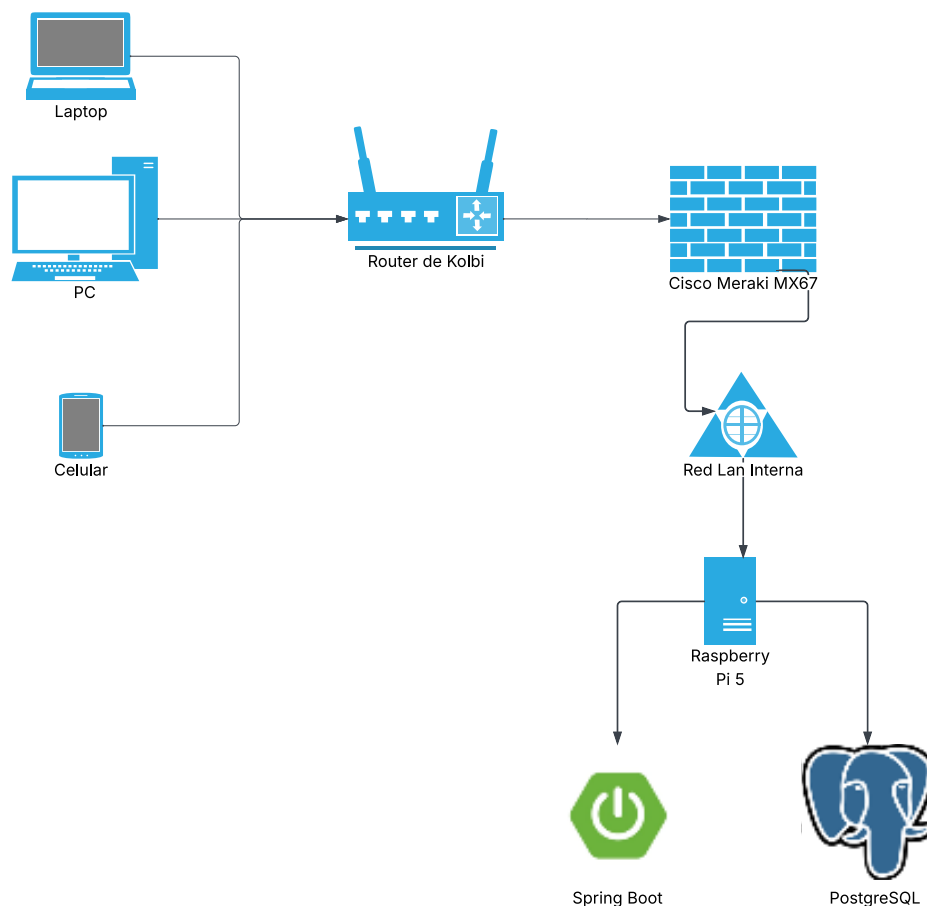 Laptop
PC
Celular
Router de Kolbi
Cisco Meraki MX67
Red Lan Interna
Raspberry
Pi 5
Spring Boot
PostgreSQL